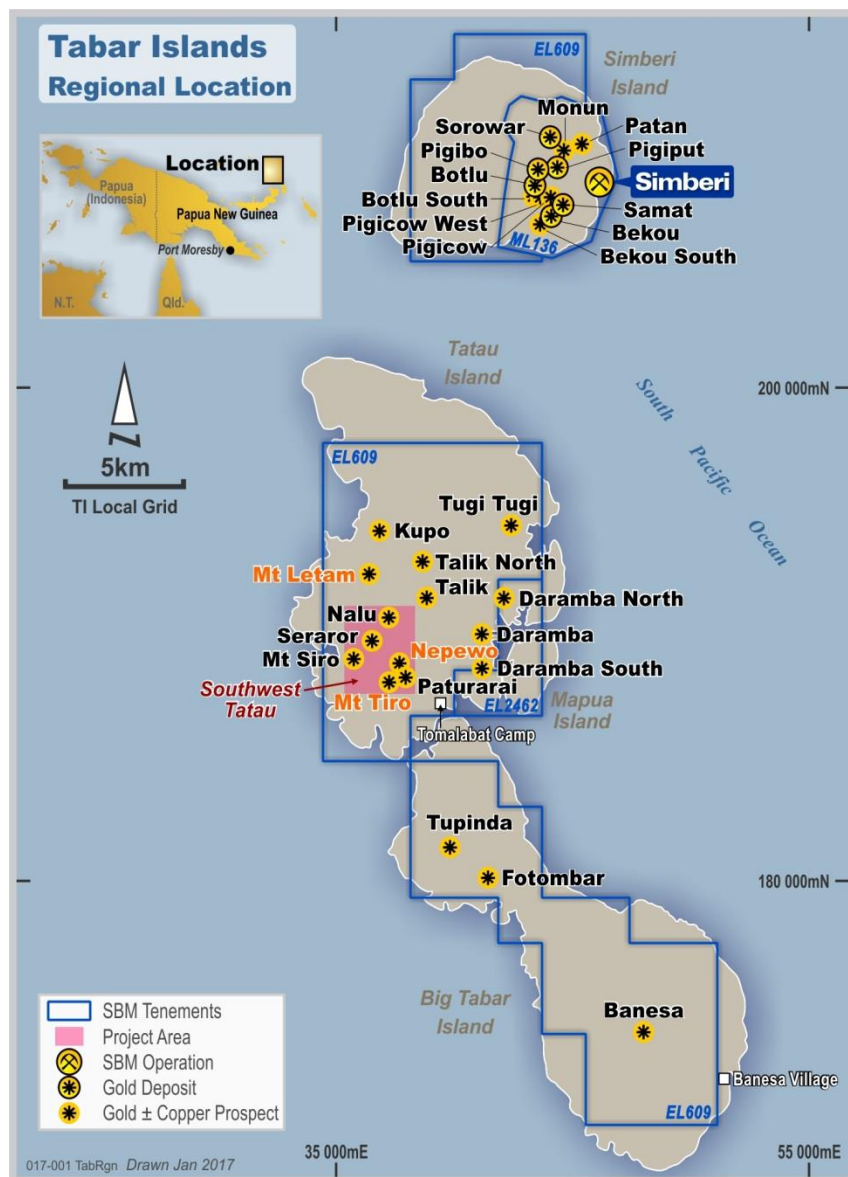 Tabar Islands
Regional Location
EL609
Simberi
Island
Monun
Sorowar
Patan
Pigibo
Pigiput
Botlu
Simberi
Botlu South
Samat
Pigicow West
Bekou
Pigicow
ML136
Bekou South
Location
Papua
(Indonesia)
Papua New Guinea
Port Moresby
N.T.
Qld.
Tatau
Island
200 000mN
South Pacific Ocean
N
5km
TI Local Grid
EL609
Tugi Tugi
Kupo
Talik North
Mt Letam
Talik
Daramba North
Nalu
Seraror
Daramba
Mt Siro
Nepewo
Daramba South
Southwest
Tatau
Paturarai
Mt Tiro
EL2462
Mapua
Island
Tomalabat Camp
Tupinda
Fotombar
180 000mN
Big Tabar
Island
Banesa
Banesa Village
EL609
SBM Tenements
Project Area
SBM Operation
Gold Deposit
Gold ± Copper Prospect
017-001 TabRgn Drawn Jan 2017
35 000mE
55 000mE